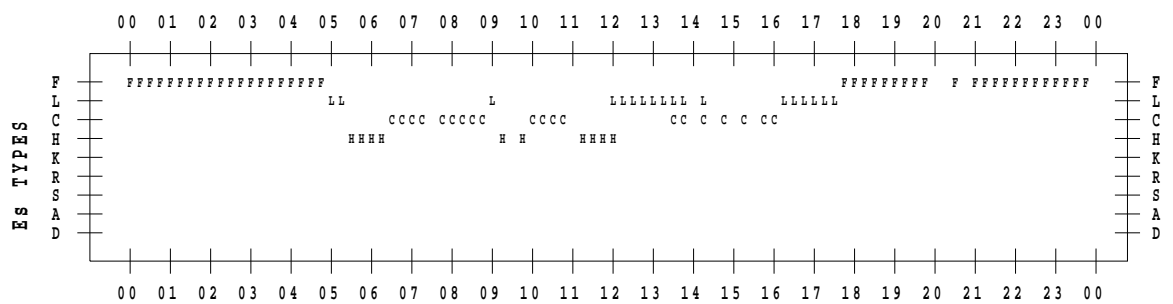 00 01 02 03 04 05 06 07 08 09 10 11 12 13 14 15 16 17 18 19 20 21 22 23 00
F FFFFFFFFFFFFFFFFFFFF FFFFFFFFF F FFFFFFFFFFFF F
L LL L LLLLLLLL L LLLLLL L
C CCCC CCCCC CCCC CC C C C CC C
H HHHH H H HHHH H
K K
R R
S S
A A
D D
Es TYPES
00 01 02 03 04 05 06 07 08 09 10 11 12 13 14 15 16 17 18 19 20 21 22 23 00